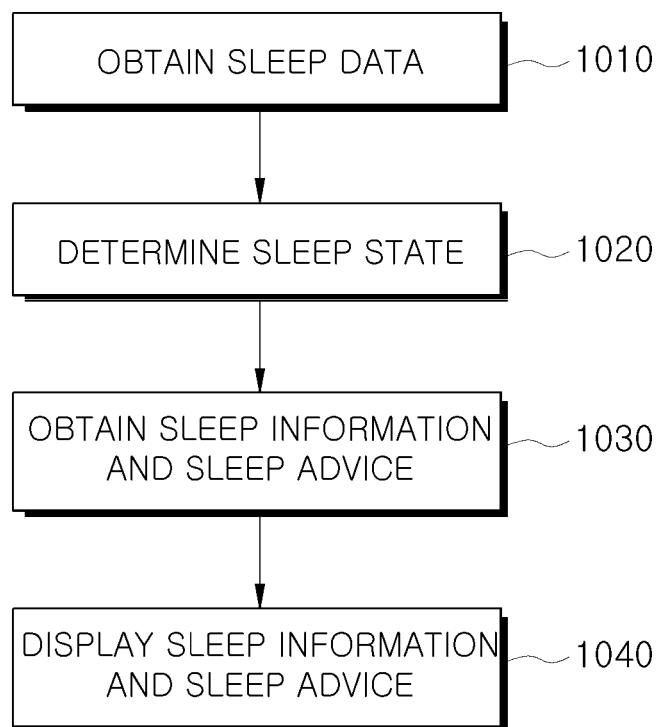 OBTAIN SLEEP DATA
1010
DETERMINE SLEEP STATE
1020
OBTAIN SLEEP INFORMATION
AND SLEEP ADVICE
1030
DISPLAY SLEEP INFORMATION
AND SLEEP ADVICE
1040